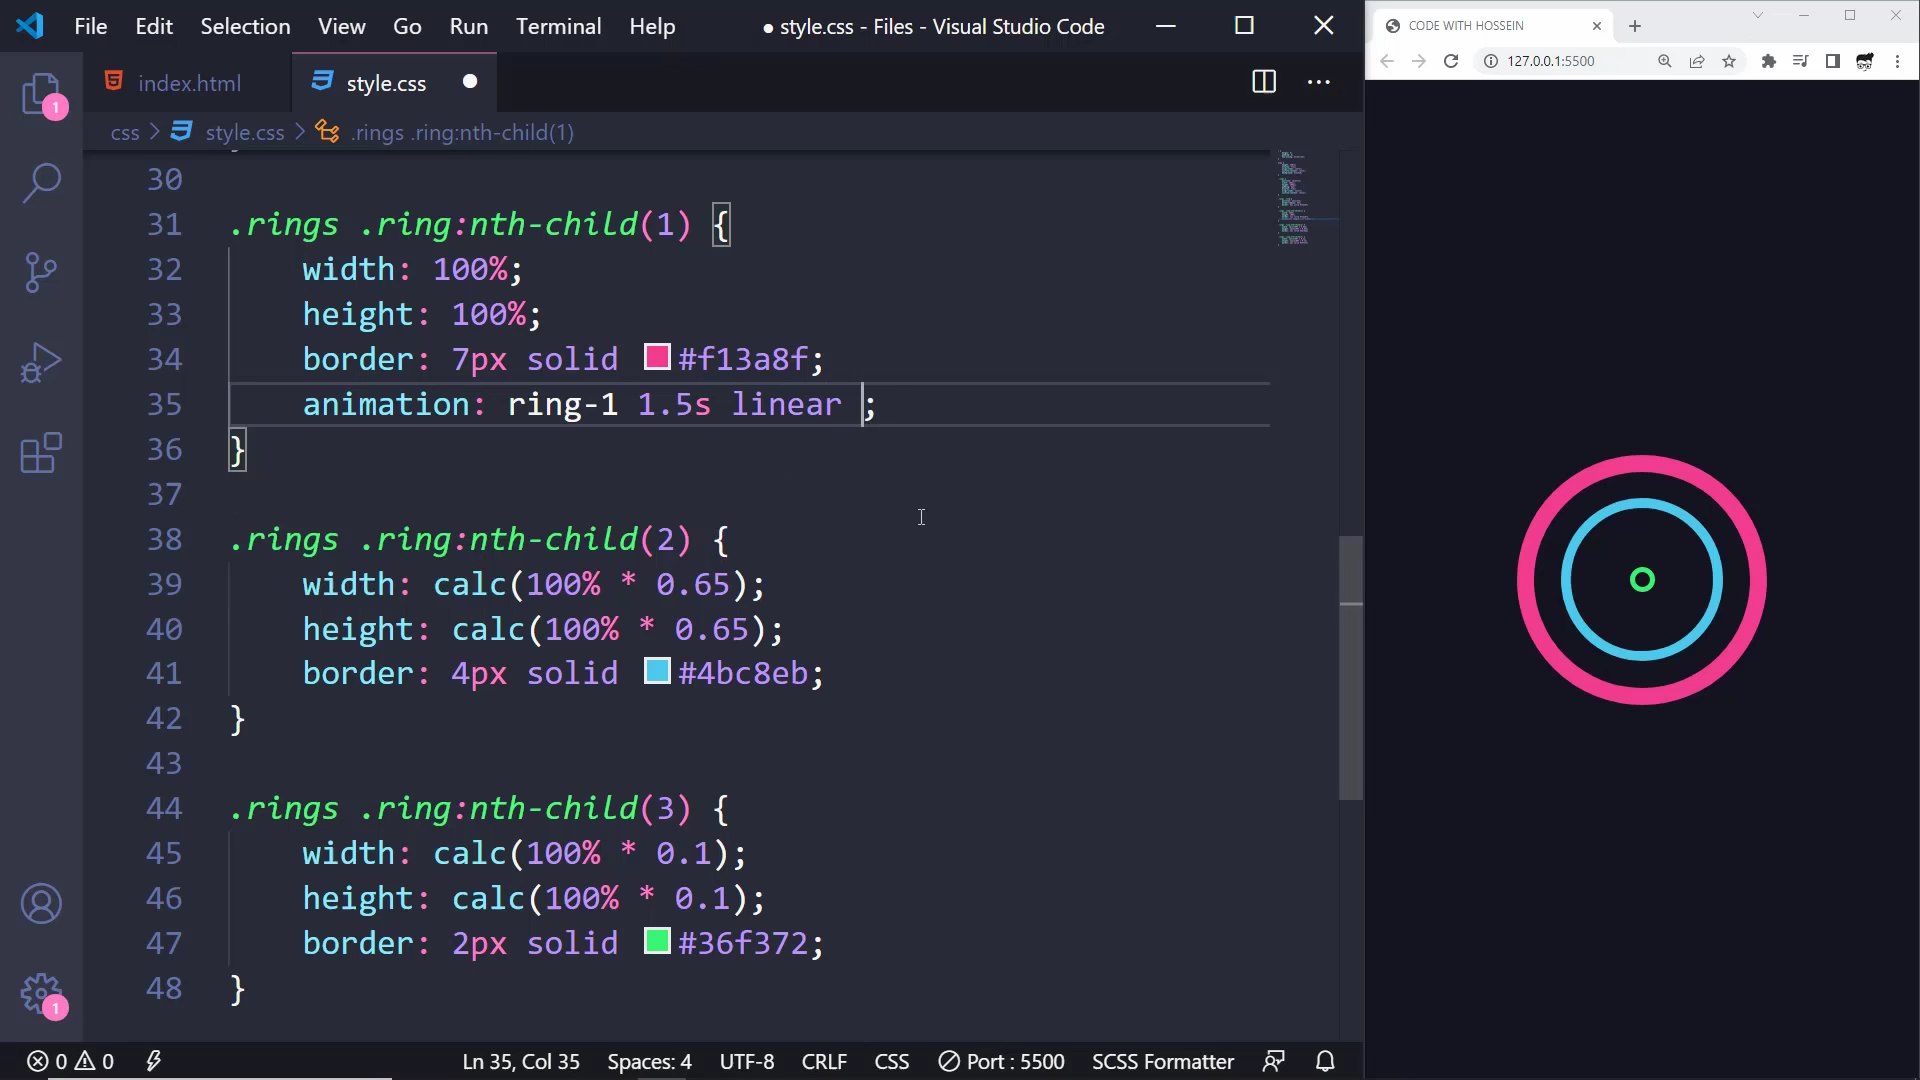 File Edit Selection View Go Run Terminal Help ● style.css - Files - Visual Studio Code
index.html style.css
css > style.css > .rings .ring:nth-child(1)
30
31 .rings .ring:nth-child(1) {
32 width: 100%;
33 height: 100%;
34 border: 7px solid #f13a8f;
35 animation: ring-1 1.5s linear ;
36 }
37
38 .rings .ring:nth-child(2) {
39 width: calc(100% * 0.65);
40 height: calc(100% * 0.65);
41 border: 4px solid #4bc8eb;
42 }
43
44 .rings .ring:nth-child(3) {
45 width: calc(100% * 0.1);
46 height: calc(100% * 0.1);
47 border: 2px solid #36f372;
48 }
1
1
0 0 Ln 35, Col 35 Spaces: 4 UTF-8 CRLF CSS Port : 5500 SCSS Formatter
CODE WITH HOSSEIN
127.0.0.1:5500